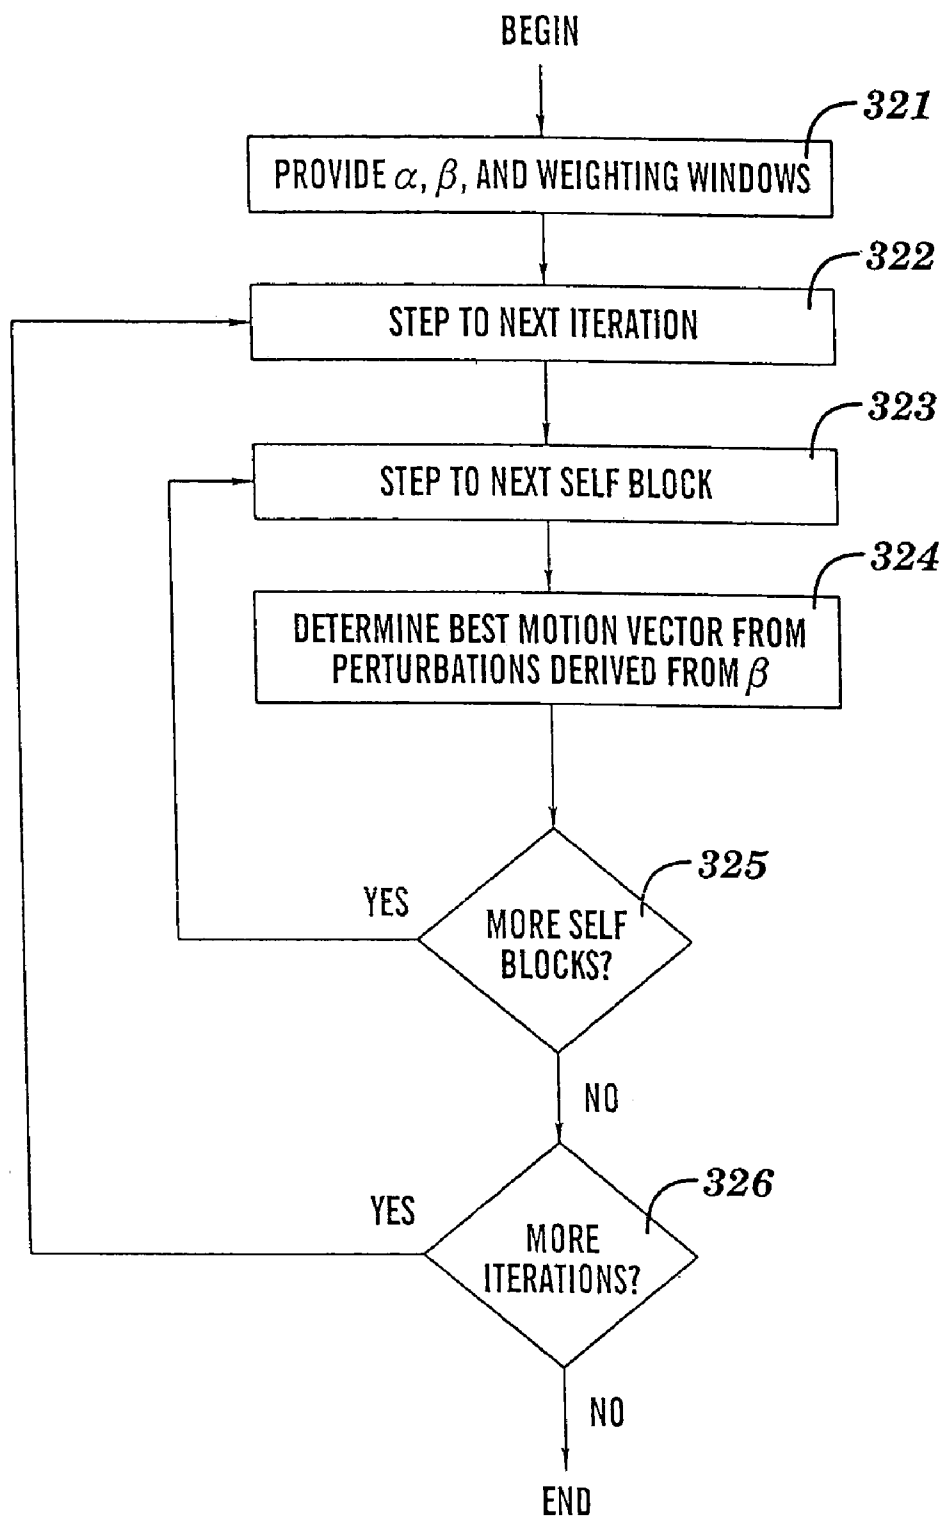 BEGIN
321
PROVIDE α, β, AND WEIGHTING WINDOWS
322
STEP TO NEXT ITERATION
323
STEP TO NEXT SELF BLOCK
324
DETERMINE BEST MOTION VECTOR FROM
PERTURBATIONS DERIVED FROM β
325
YES
MORE SELF
BLOCKS?
NO
326
YES
MORE
ITERATIONS?
NO
END